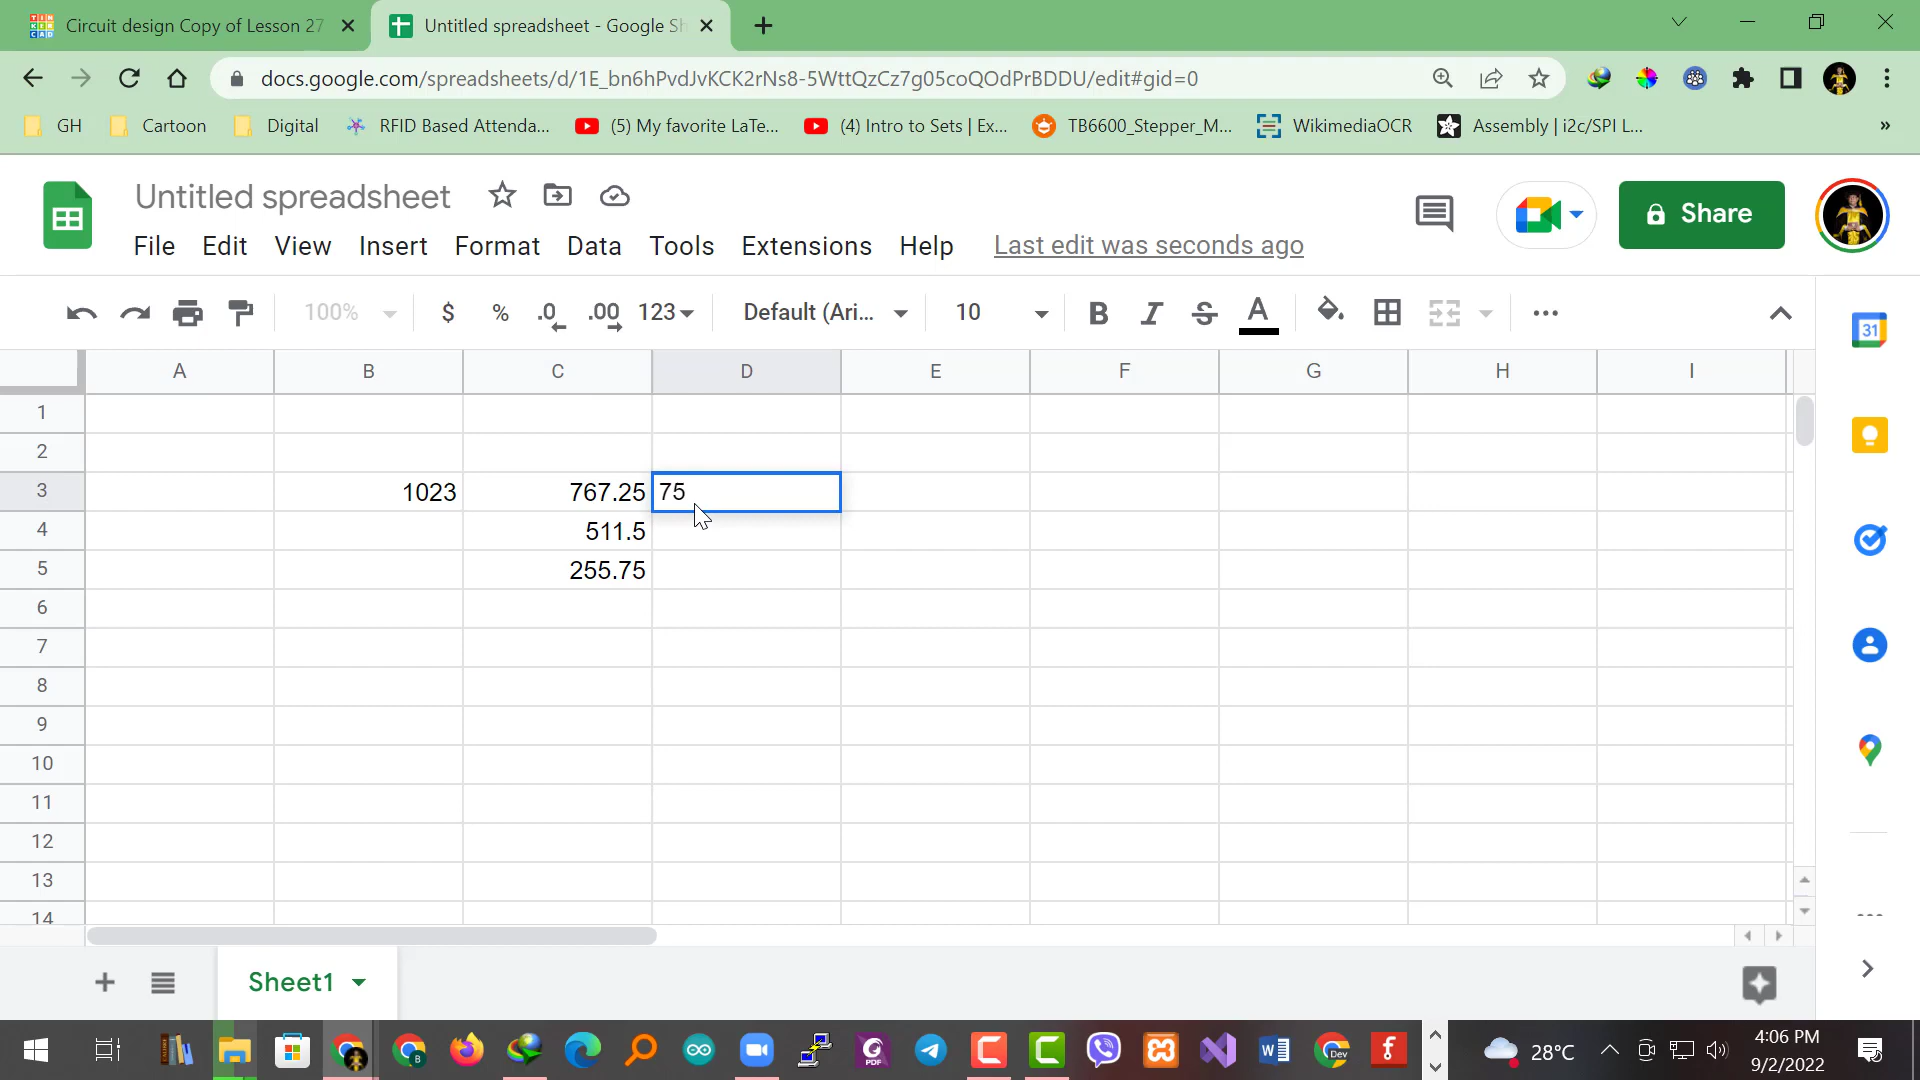 Circuit design Copy of Lesson 27
Untitled spreadsheet - Google Sh
docs.google.com/spreadsheets/d/1E_bn6hPvdJvKCK2rNs8-5WttQzCz7g05coQOdPrBDDU/edit#gid=0
GH Cartoon Digital RFID Based Attenda... (5) My favorite LaTe... (4) Intro to Sets | Ex... TB6600_Stepper_M... WikimediaOCR Assembly | i2c/SPI L... »
Untitled spreadsheet
Share
File Edit View Insert Format Data Tools Extensions Help Last edit was seconds ago
100% $ % .0 .00 123 Default (Ari... 10 B I S A
31
A B C D E F G H I
1
2
3 1023 767.25 75
4 511.5
5 255.75
6
7
8
9
10
11
12
13
14
Sheet1
28°C
4:06 PM
9/2/2022